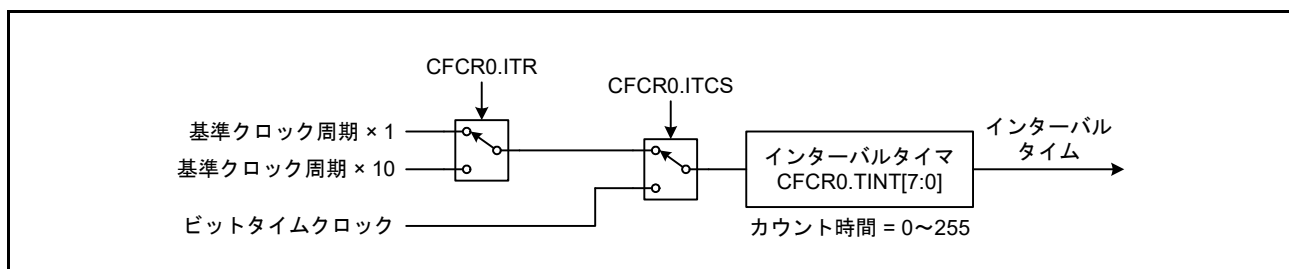 CFCR0.ITR
CFCR0.ITCS
基準クロック周期 × 1
基準クロック周期 × 10
ビットタイムクロック
インターバルタイマ
CFCR0.TINT[7:0]
カウント時間 = 0～255
インターバル
タイム